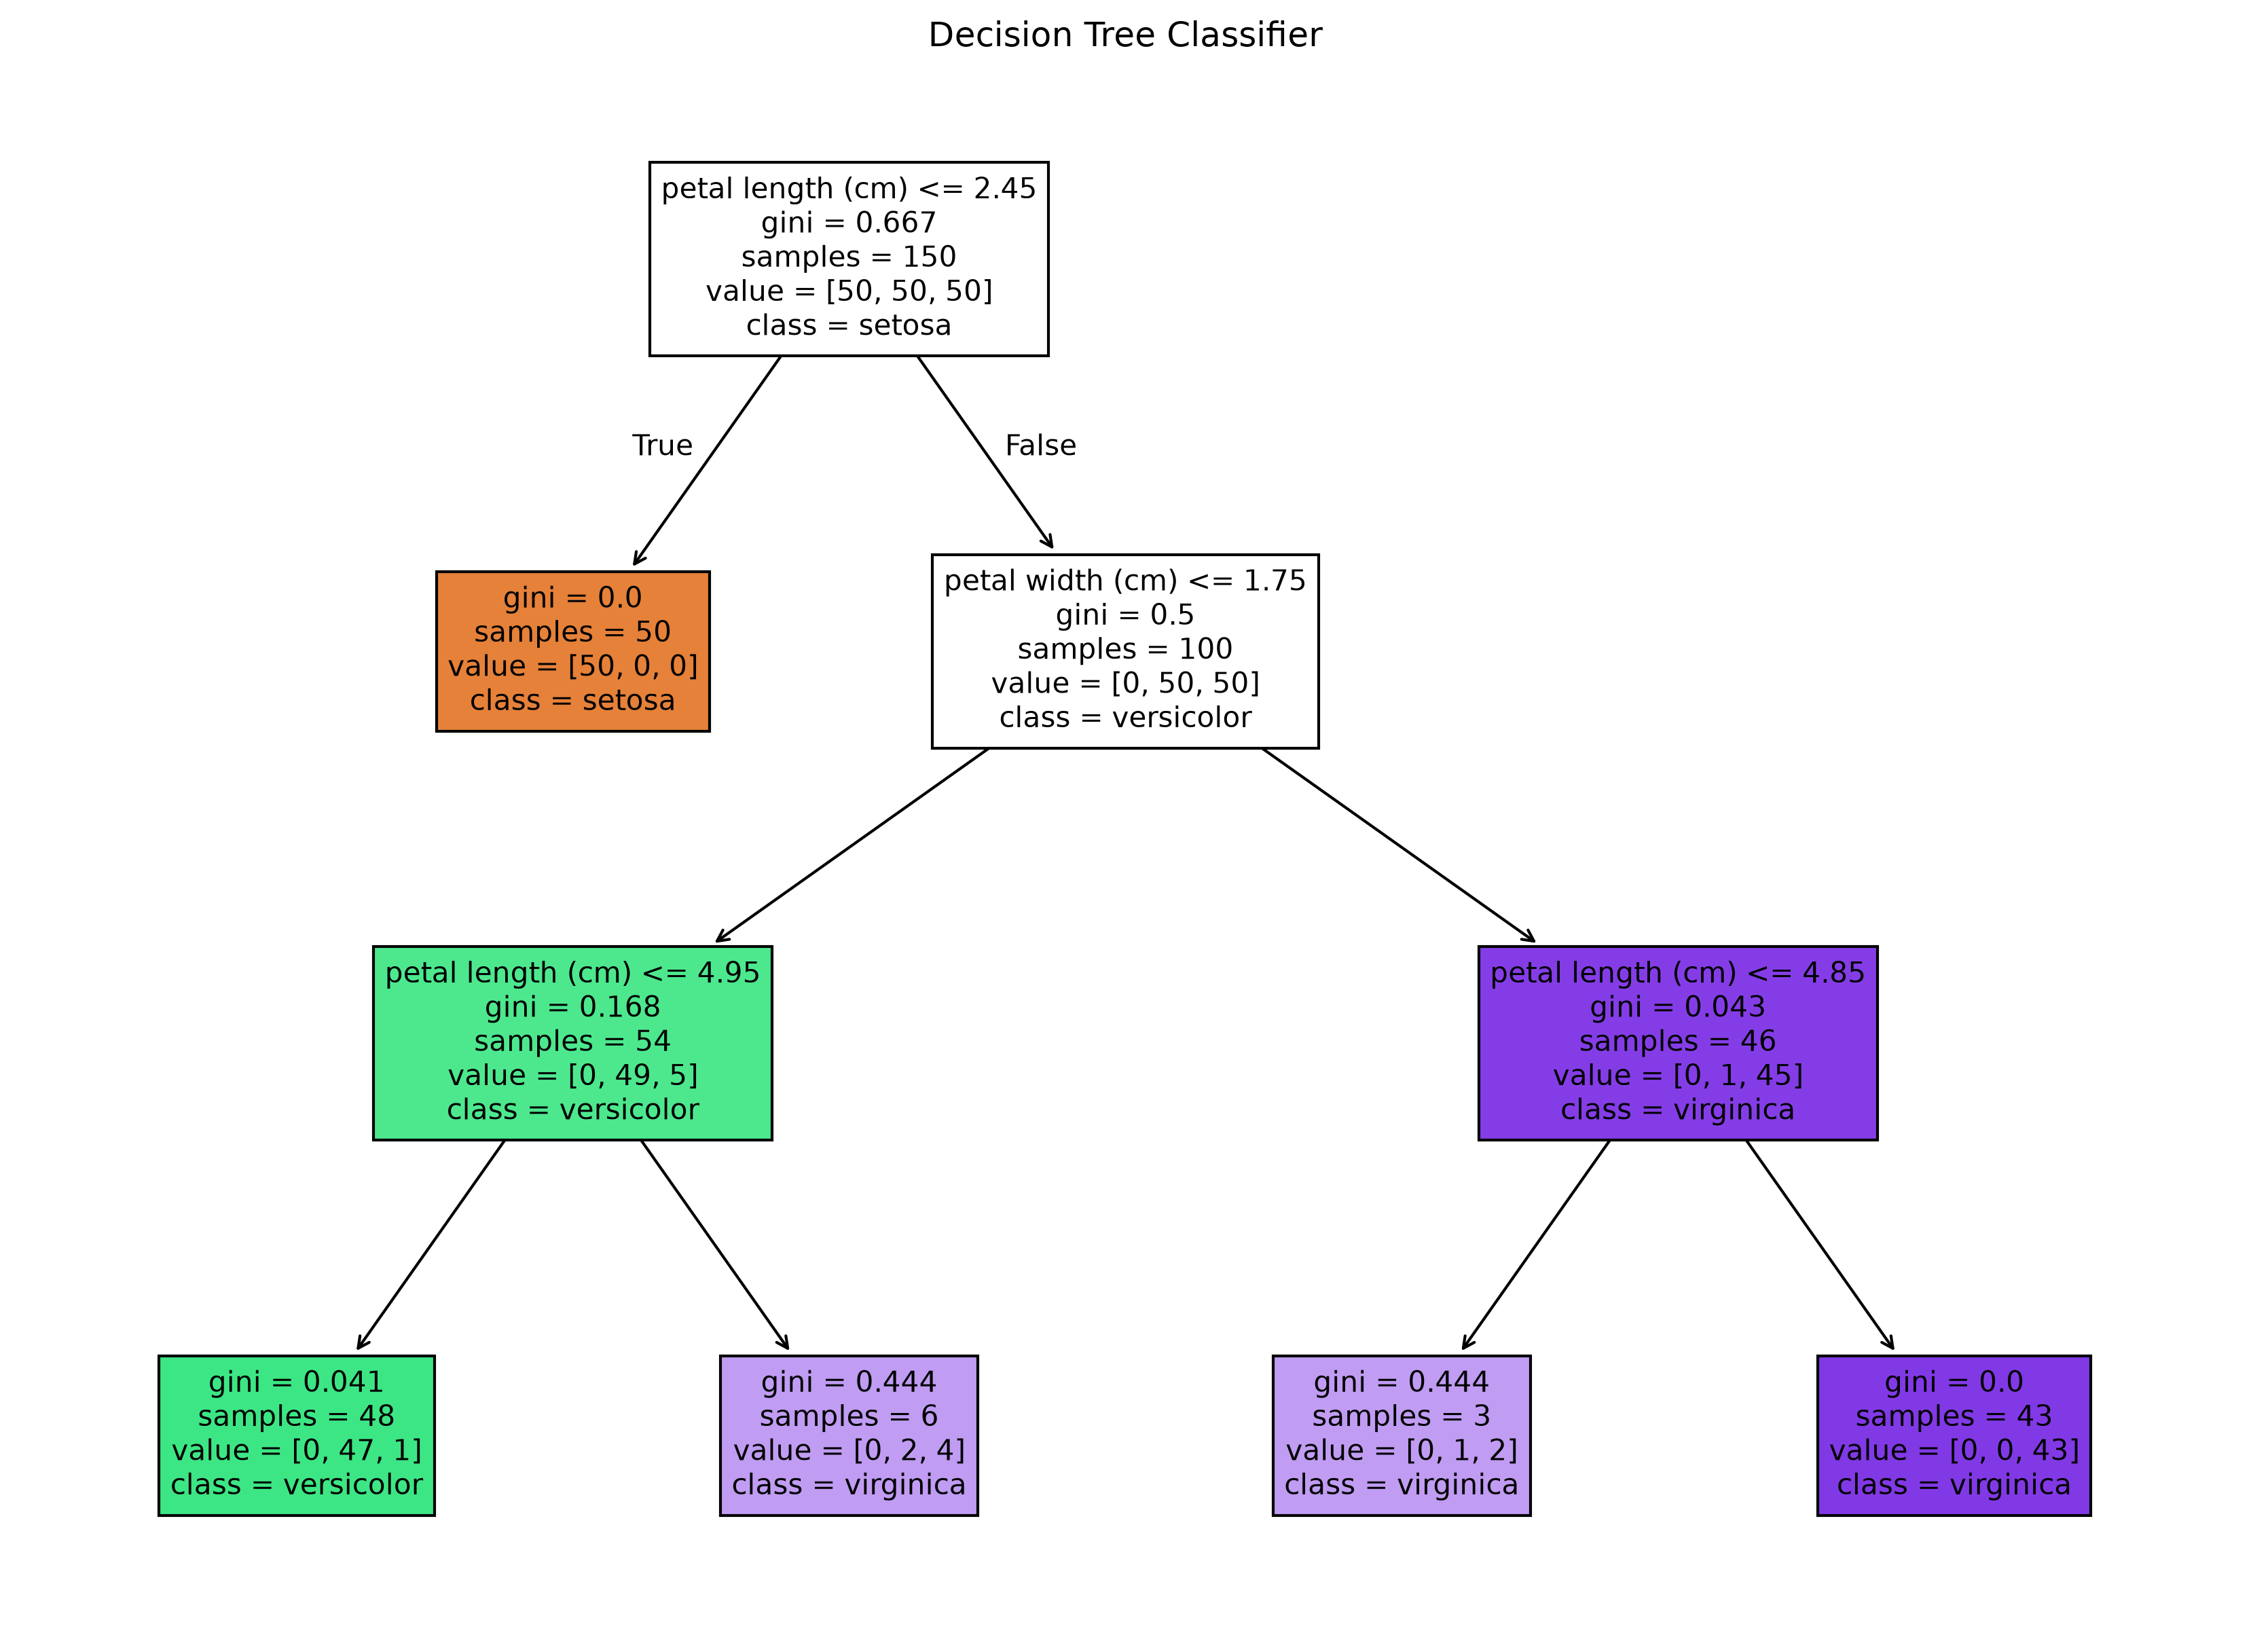 Decision Tree Classifier
petal length (cm) <= 2.45
gini = 0.667
samples = 150
value = [50, 50, 50]
class = setosa
True
False
gini = 0.0
samples = 50
value = [50, 0, 0]
class = setosa
petal width (cm) <= 1.75
gini = 0.5
samples = 100
value = [0, 50, 50]
class = versicolor
petal length (cm) <= 4.95
gini = 0.168
samples = 54
value = [0, 49, 5]
class = versicolor
petal length (cm) <= 4.85
gini = 0.043
samples = 46
value = [0, 1, 45]
class = virginica
gini = 0.041
samples = 48
value = [0, 47, 1]
class = versicolor
gini = 0.444
samples = 6
value = [0, 2, 4]
class = virginica
gini = 0.444
samples = 3
value = [0, 1, 2]
class = virginica
gini = 0.0
samples = 43
value = [0, 0, 43]
class = virginica